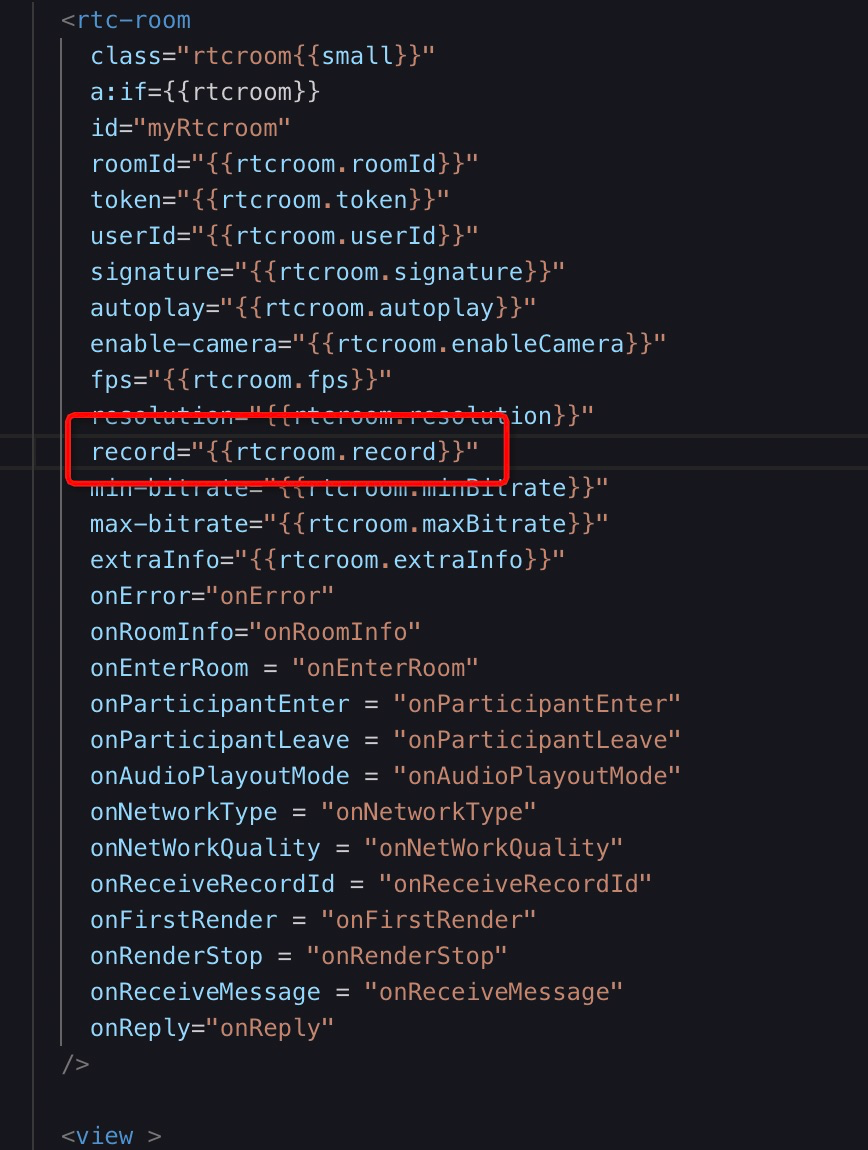 <rtc-room
class="rtcroom{{small}}"
a:if={{rtcroom}}
id="myRtcroom"
roomId="{{rtcroom.roomId}}"
token="{{rtcroom.token}}"
userId="{{rtcroom.userId}}"
signature="{{rtcroom.signature}}"
autoplay="{{rtcroom.autoplay}}"
enable-camera="{{rtcroom.enableCamera}}"
fps="{{rtcroom.fps}}"
resolution="{{rtcroom.resolution}}"
record="{{rtcroom.record}}"
min-bitrate="{{rtcroom.minBitrate}}"
max-bitrate="{{rtcroom.maxBitrate}}"
extraInfo="{{rtcroom.extraInfo}}"
onError="onError"
onRoomInfo="onRoomInfo"
onEnterRoom = "onEnterRoom"
onParticipantEnter = "onParticipantEnter"
onParticipantLeave = "onParticipantLeave"
onAudioPlayoutMode = "onAudioPlayoutMode"
onNetworkType = "onNetworkType"
onNetWorkQuality = "onNetWorkQuality"
onReceiveRecordId = "onReceiveRecordId"
onFirstRender = "onFirstRender"
onRenderStop = "onRenderStop"
onReceiveMessage = "onReceiveMessage"
onReply="onReply"
/>
<view >